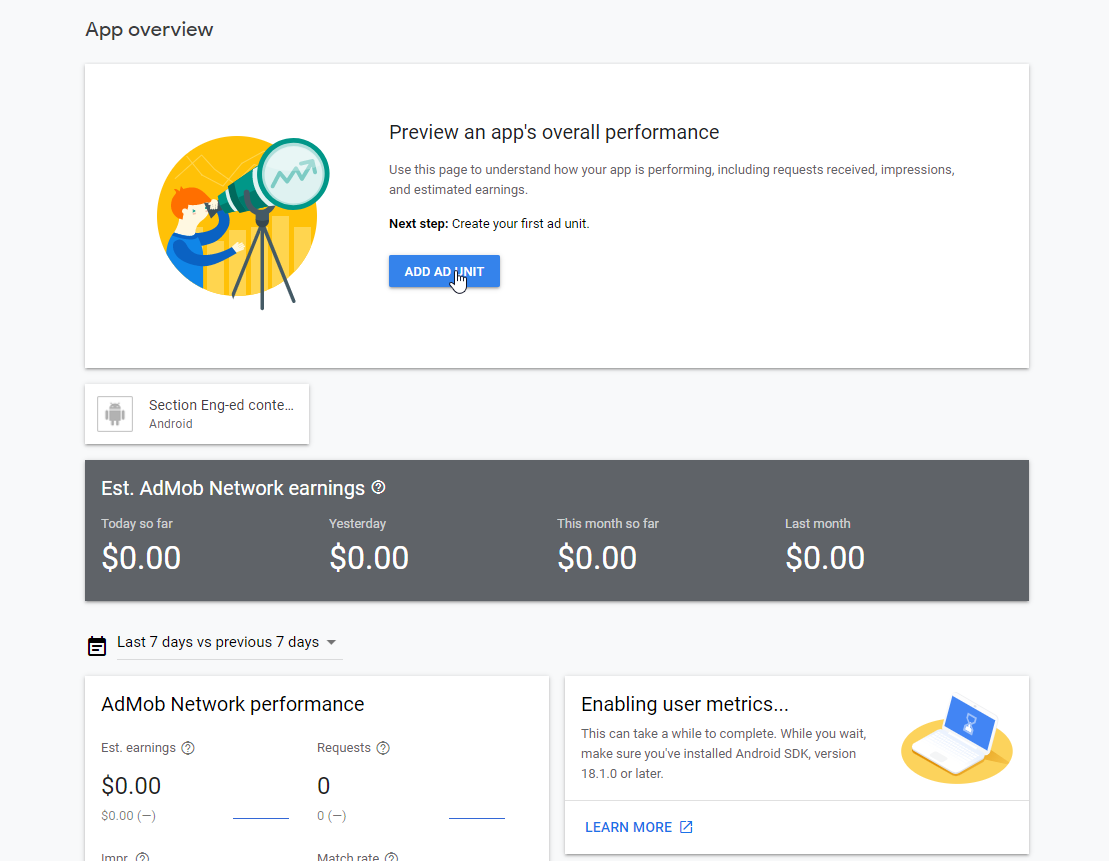 App overview
Preview an app's overall performance
Use this page to understand how your app is performing, including requests received, impressions,
and estimated earnings.
Next step: Create your first ad unit.
ADD AD UNIT
Section Eng-ed conte...
Android
Est. AdMob Network earnings
Today so far
Yesterday
This month so far
Last month
$0.00
$0.00
$0.00
$0.00
Last 7 days vs previous 7 days
AdMob Network performance
Est. earnings
Requests
$0.00
0
$0.00 (—)
0 (—)
Impr.
Match rate
Enabling user metrics...
This can take a while to complete. While you wait,
make sure you've installed Android SDK, version
18.1.0 or later.
LEARN MORE